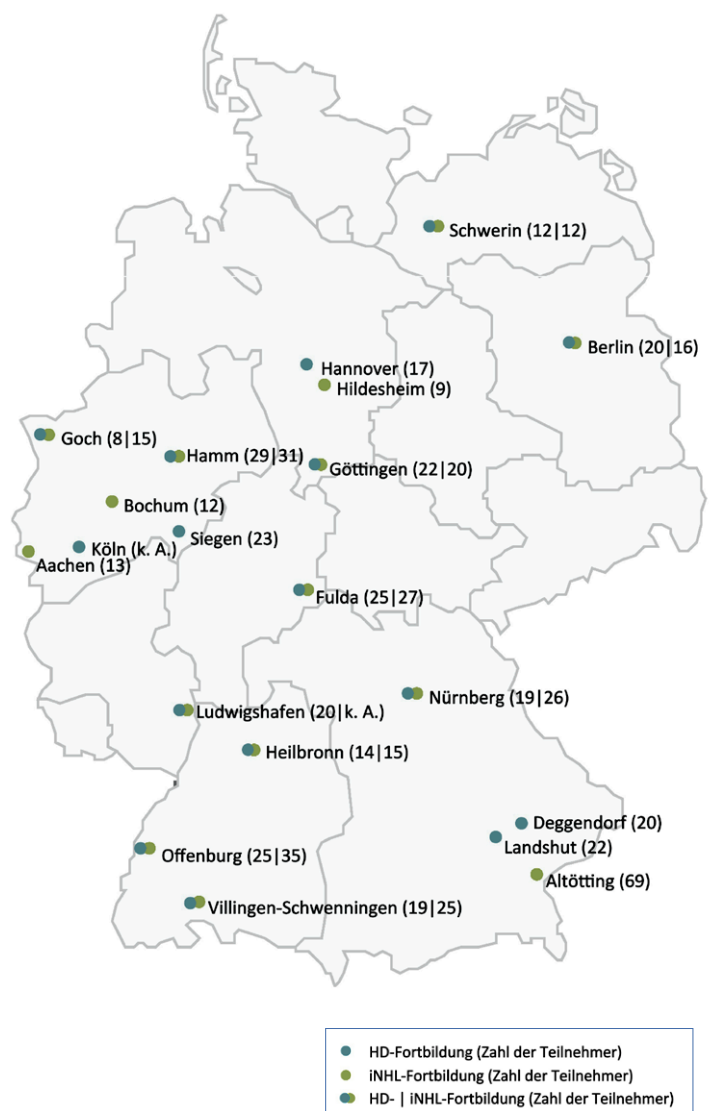 Schwerin (12|12)
Berlin (20|16)
Hannover (17)
Hildesheim (9)
Goch (8|15)
Hamm (29|31)
Göttingen (22|20)
Bochum (12)
Siegen (23)
Köln (k. A.)
Aachen (13)
Fulda (25|27)
Nürnberg (19|26)
Ludwigshafen (20|k. A.)
Heilbronn (14|15)
Deggendorf (20)
Landshut (22)
Offenburg (25|35)
Altötting (69)
Villingen-Schwenningen (19|25)
HD-Fortbildung (Zahl der Teilnehmer)
iNHL-Fortbildung (Zahl der Teilnehmer)
HD- | iNHL-Fortbildung (Zahl der Teilnehmer)